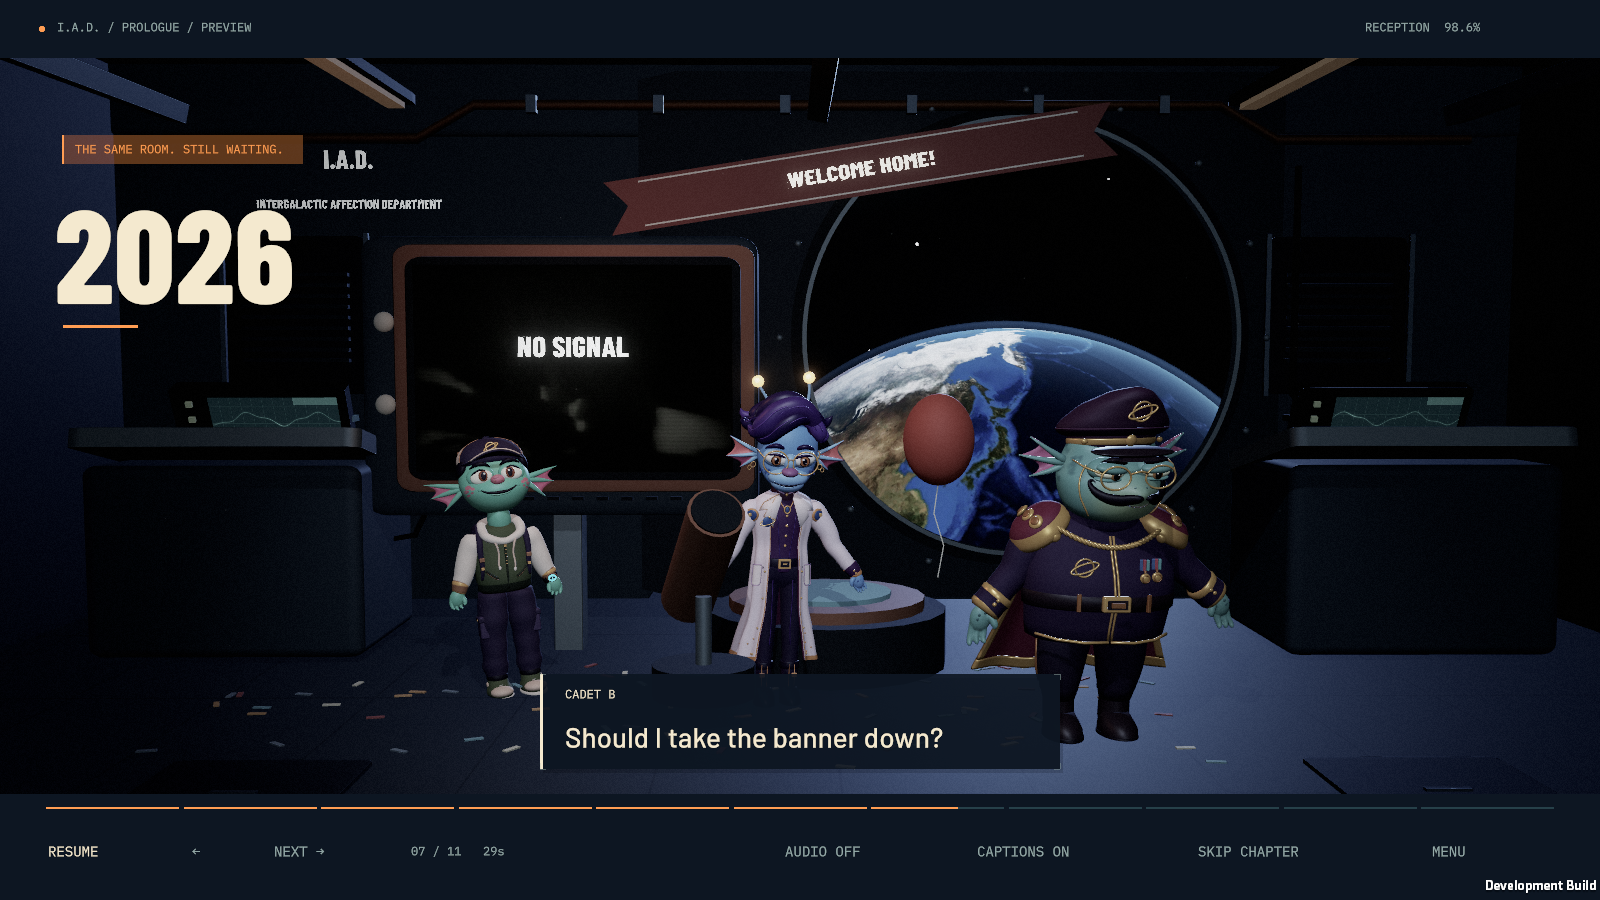 I.A.D. / PROLOGUE / PREVIEW
RECEPTION 98.6%
THE SAME ROOM. STILL WAITING.
I.A.D.
INTERGALACTIC AFFECTION DEPARTMENT
2026
WELCOME HOME!
NO SIGNAL
CADET B
Should I take the banner down?
RESUME ← NEXT → 07 / 11 29s AUDIO OFF CAPTIONS ON SKIP CHAPTER MENU
Development Build